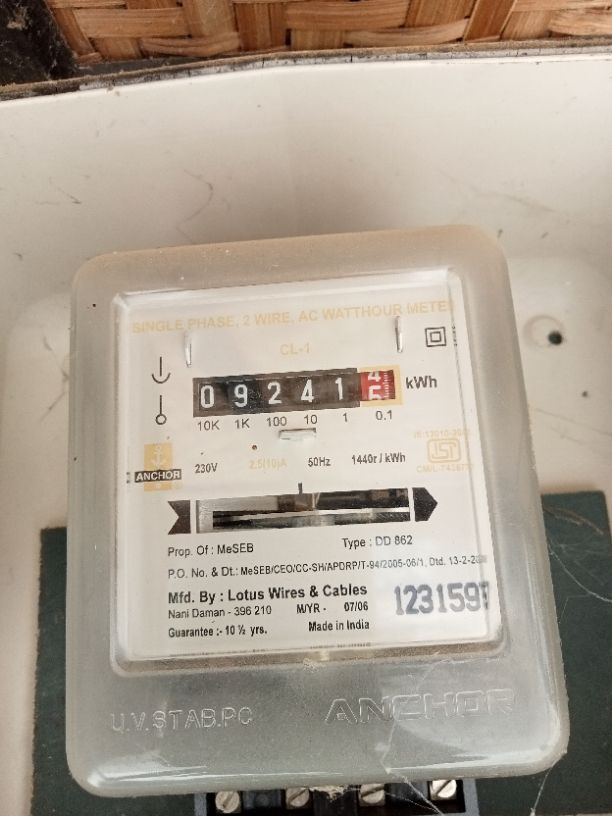 SINGLE PHASE, 2 WIRE, AC WATTHOUR METER
CL-1
0 9 2 4 1 kWh
10K 1K 100 10 1 0.1
ANCHOR 230V 2.5(10)A 50Hz 1440r / kWh
ISI
Prop. Of : MeSEB Type : DD 862
P.O. No. & Dt.: MeSEB/CEO/CC-SH/APDRP/T-94/2005-06/1, Dtd. 13-2-
Mfd. By : Lotus Wires & Cables
Nani Daman - 396 210 M/YR - 07/06 123159
Guarantee :- 10 ½ yrs. Made in India
U.V.STAB.PC ANCHOR